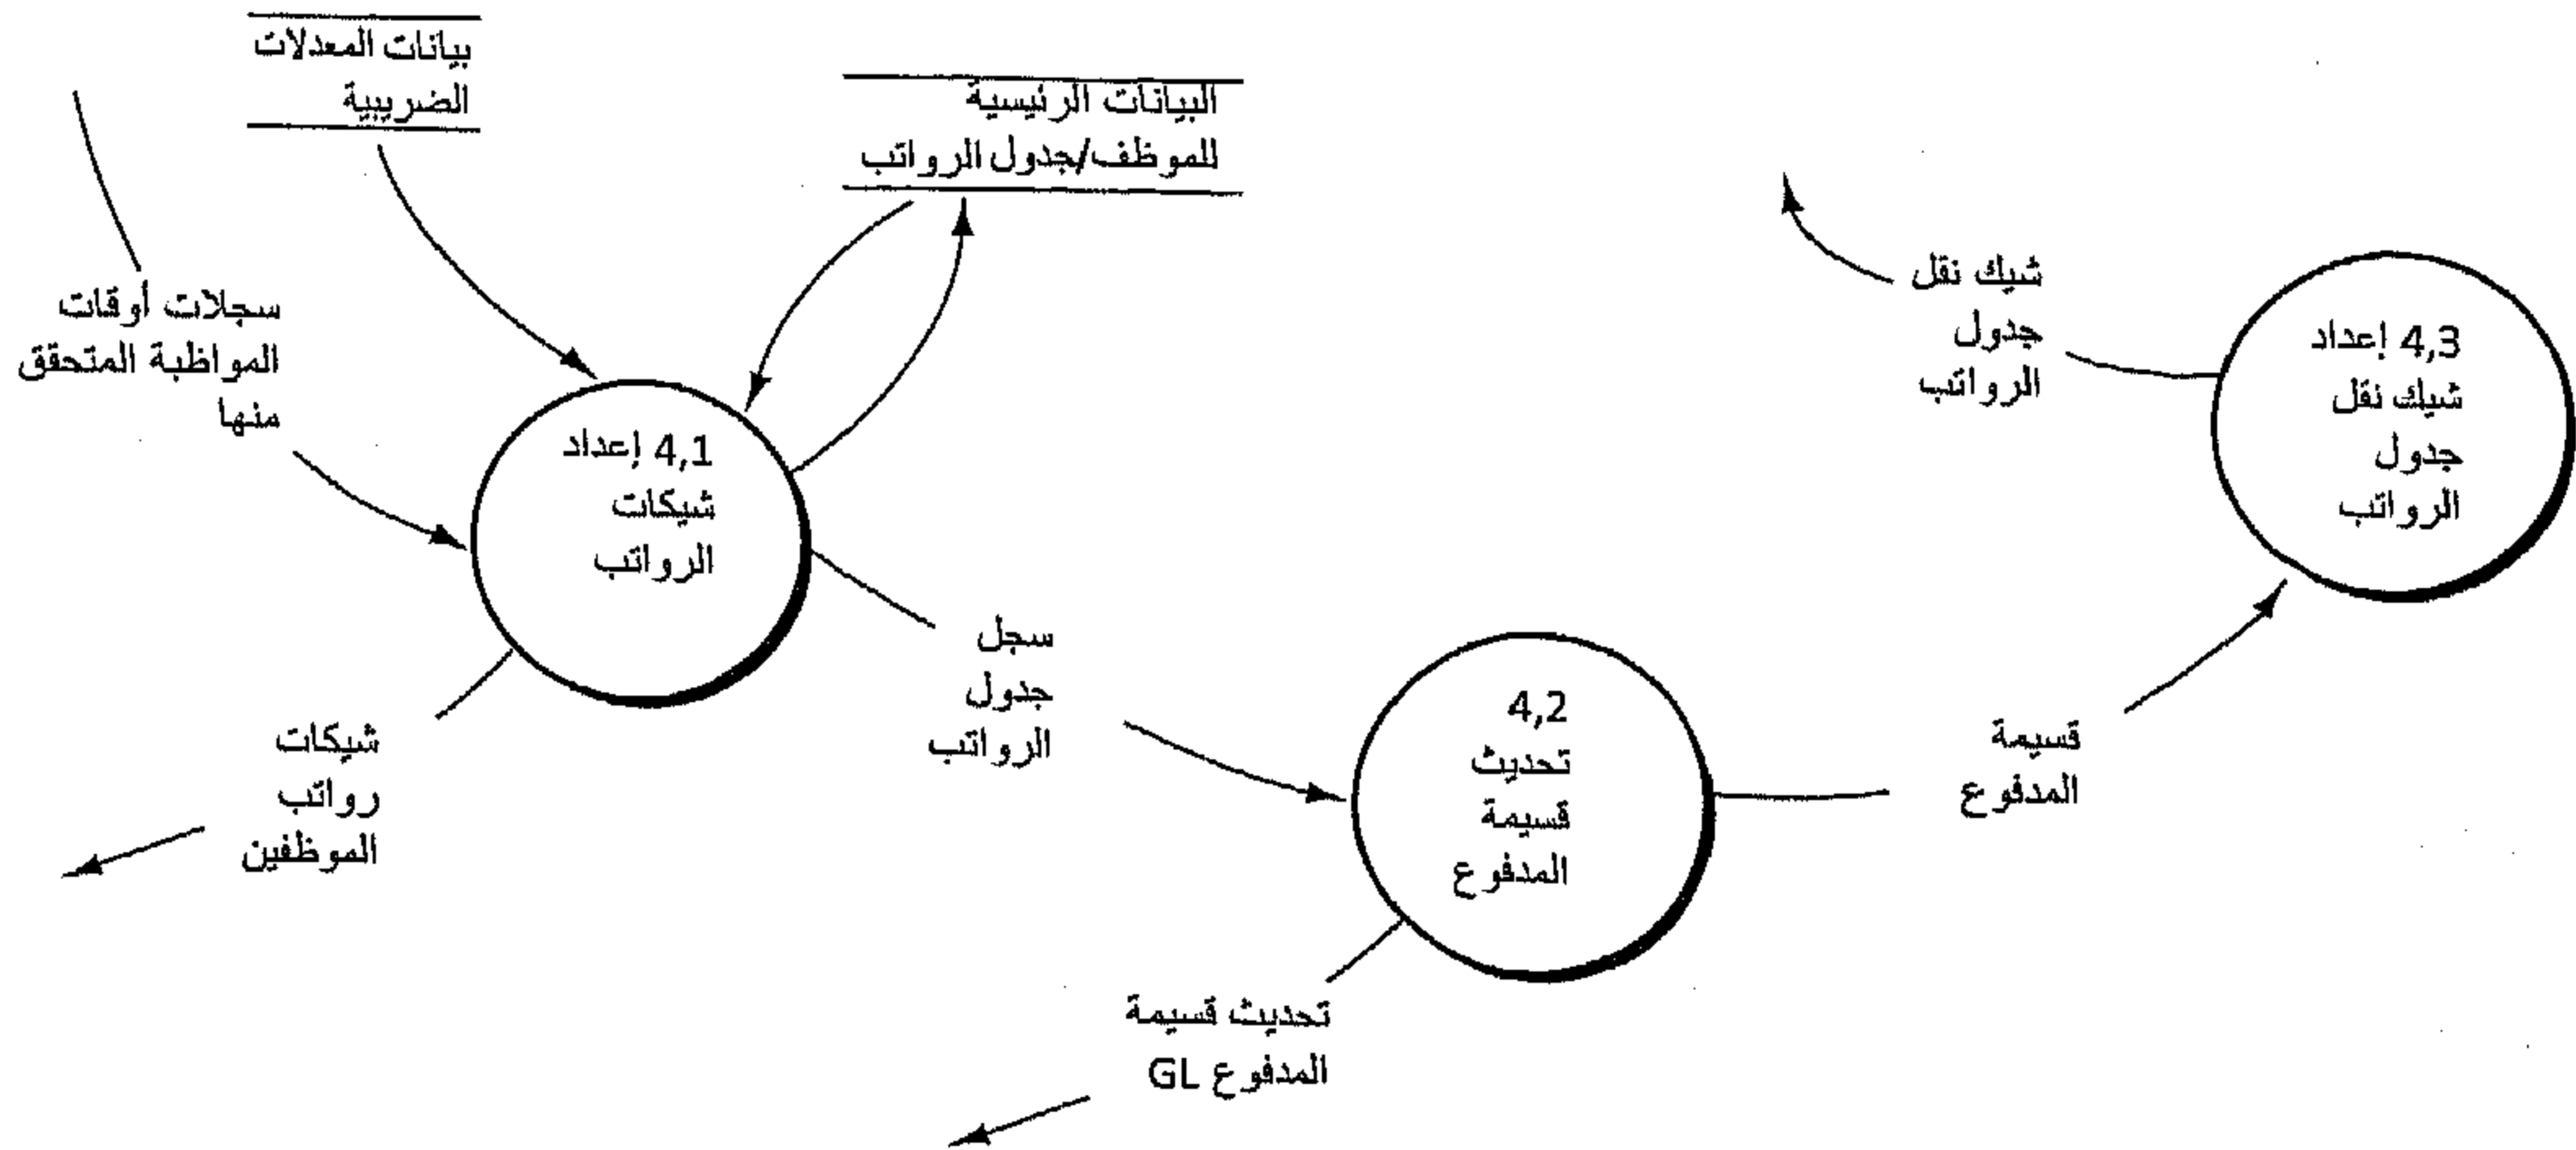 بيانات المعدلات
الضريبية
البيانات الرئيسية
للموظف/جدول الرواتب
سجلات أوقات
المواظبة المتحقق
منها
4,1 إعداد
شيكات
الرواتب
شيكات
رواتب
الموظفين
سجل
جدول
الرواتب
4,2
تحديث
قسيمة
المدفوع
تحديث قسيمة
المدفوع GL
قسيمة
المدفوع
4,3 إعداد
شيك نقل
جدول
الرواتب
شيك نقل
جدول
الرواتب